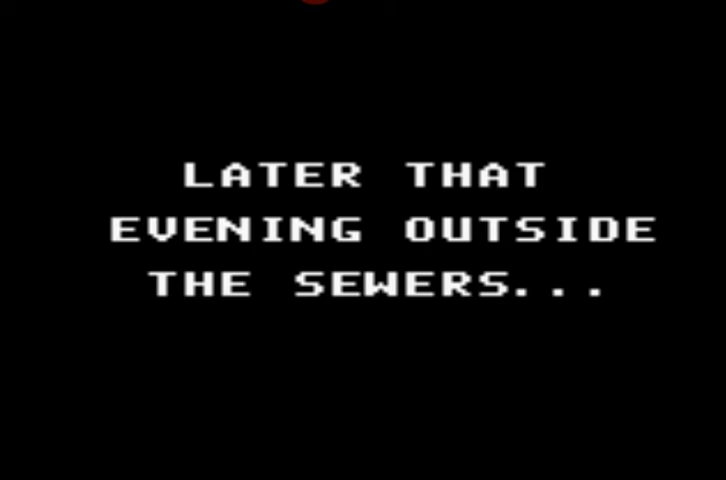 LATER THAT
EVENING OUTSIDE
THE SEWERS...